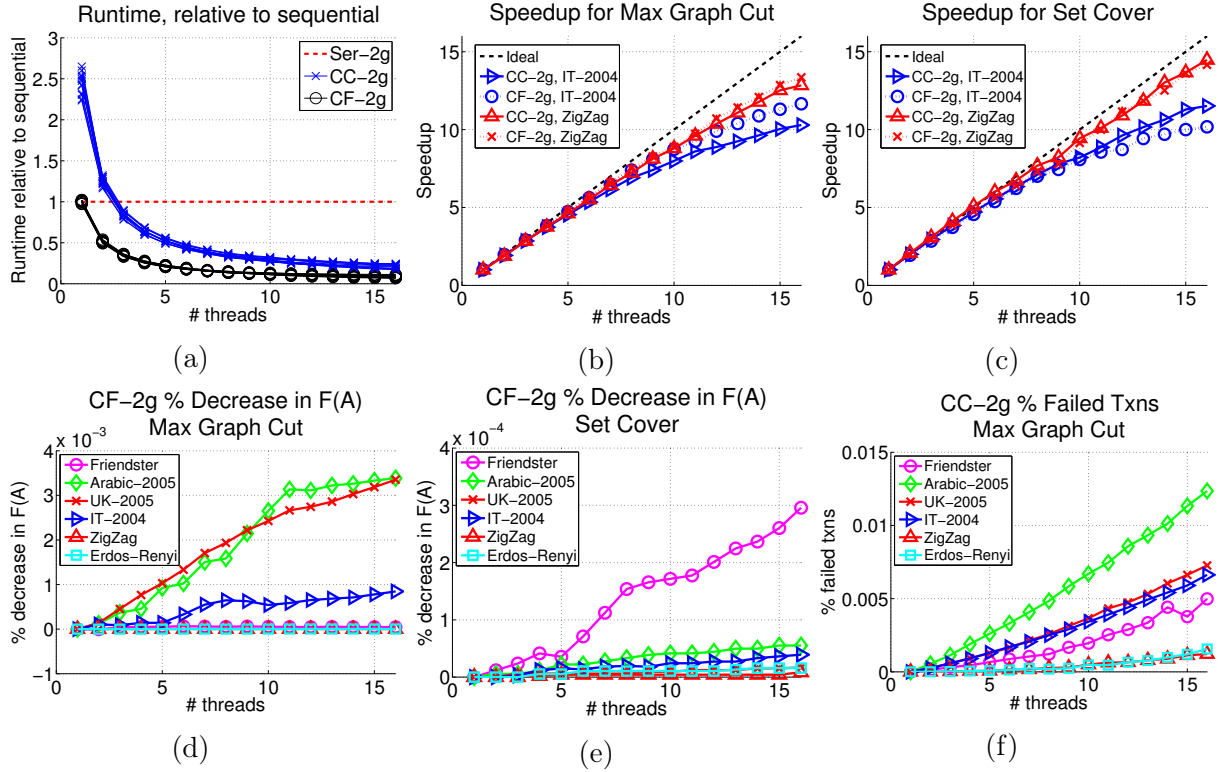 Runtime, relative to sequential
3
2.5
2
1.5
1
0.5
0
Runtime relative to sequential
Ser−2g
CC−2g
CF−2g
0
5
10
15
# threads
(a)
Speedup for Max Graph Cut
15
10
5
0
Speedup
Ideal
CC−2g, IT−2004
CF−2g, IT−2004
CC−2g, ZigZag
CF−2g, ZigZag
0
5
10
15
# threads
(b)
Speedup for Set Cover
15
10
5
0
Speedup
Ideal
CC−2g, IT−2004
CF−2g, IT−2004
CC−2g, ZigZag
CF−2g, ZigZag
0
5
10
15
# threads
(c)
CF−2g % Decrease in F(A)
Max Graph Cut
x 10−3
4
3
2
1
0
−1
% decrease in F(A)
Friendster
Arabic−2005
UK−2005
IT−2004
ZigZag
Erdos−Renyi
0
5
10
15
# threads
(d)
CF−2g % Decrease in F(A)
Set Cover
x 10−4
4
3
2
1
0
% decrease in F(A)
Friendster
Arabic−2005
UK−2005
IT−2004
ZigZag
Erdos−Renyi
0
5
10
15
# threads
(e)
CC−2g % Failed Txns
Max Graph Cut
0.015
0.01
0.005
0
% failed txns
Friendster
Arabic−2005
UK−2005
IT−2004
ZigZag
Erdos−Renyi
0
5
10
15
# threads
(f)